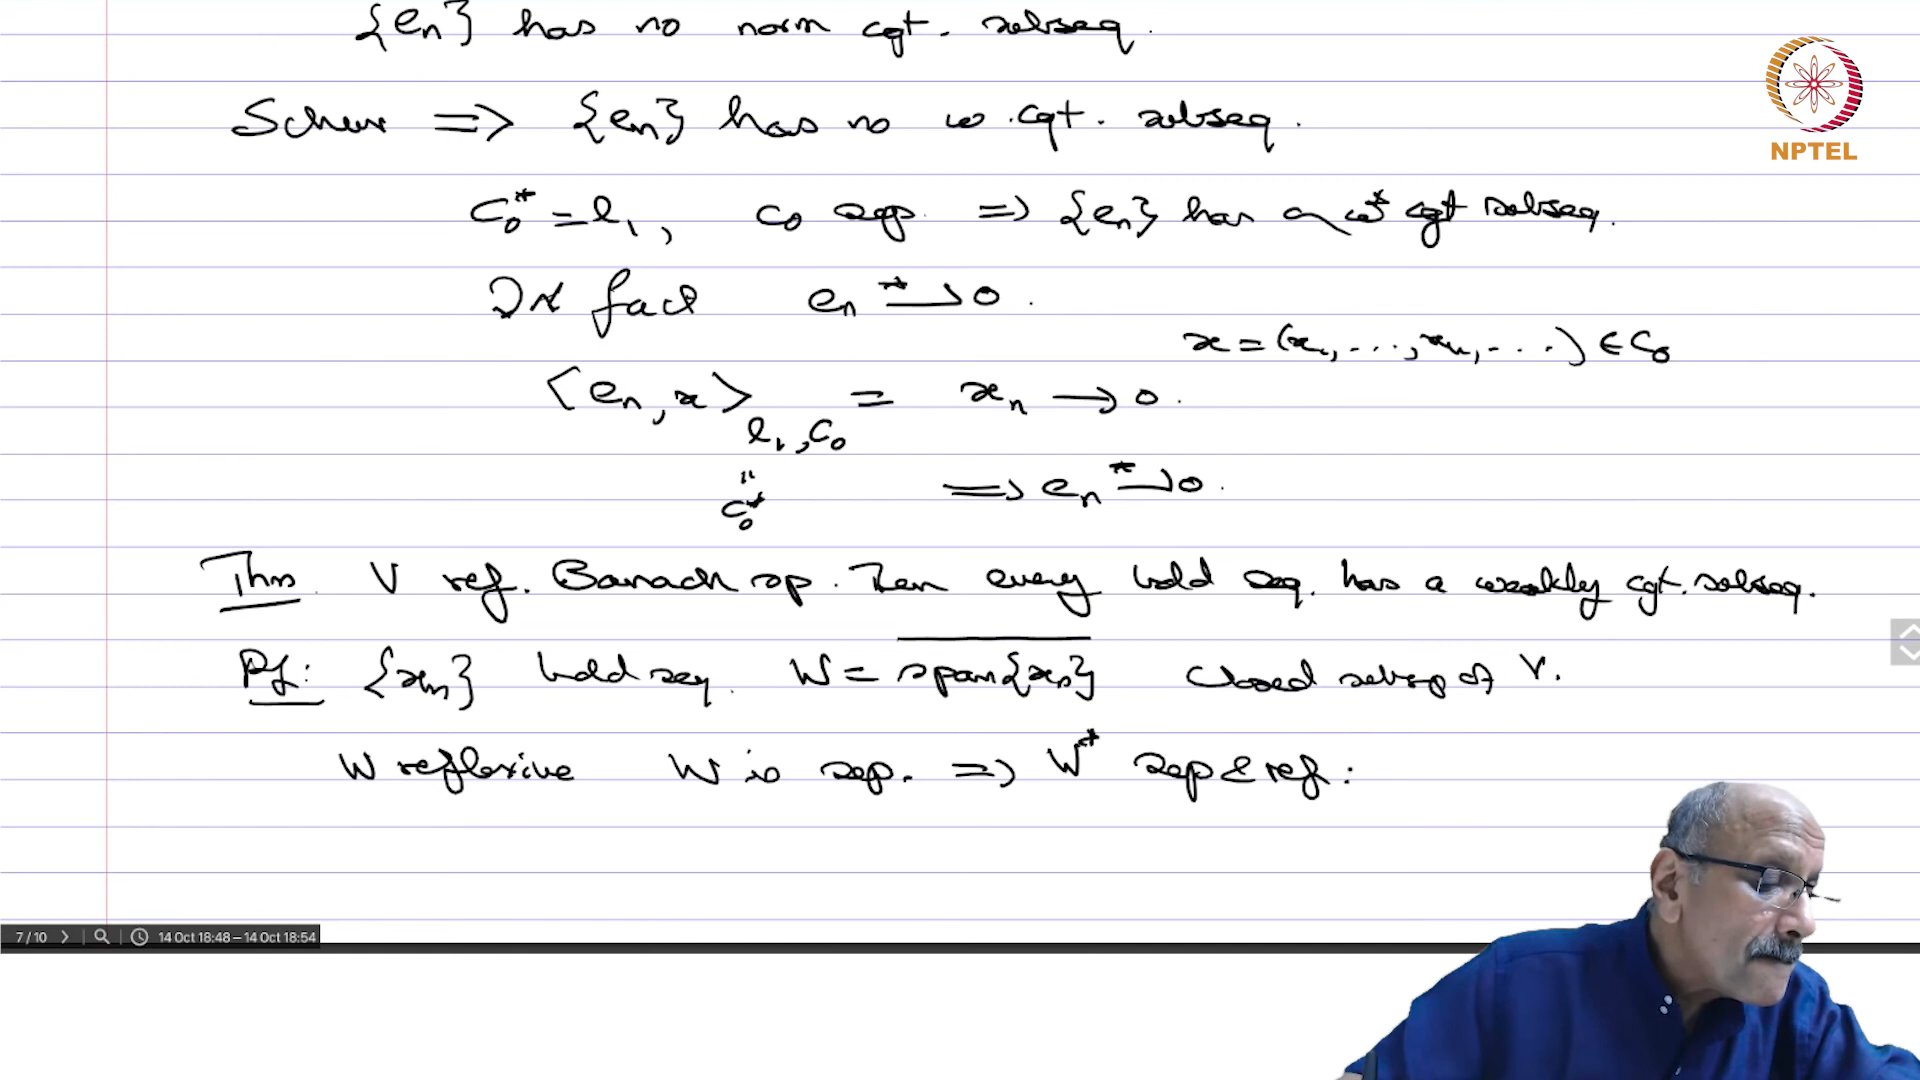 {en} has no norm cgt. subseq.
Schur => {en} has no w. cgt. subseq.
NPTEL
c₀* = l₁, c₀ sep. => {en} has a w* cgt subseq.
In fact en *⟶ 0.
x = (x₁, ..., xn, ...) ∈ c₀
<en, x> l₁, c₀ = xn ⟶ 0.
"
c₀*
=> en *⟶ 0.
Thm. V ref. Banach sp. Then every bdd seq. has a weakly cgt. subseq.
Pf: {xn} bdd seq. W = \overline{span{xn}} closed subsp of V.
W reflexive W is sep. => W* sep & ref:
7 / 10 14 Oct 18:48 – 14 Oct 18:54